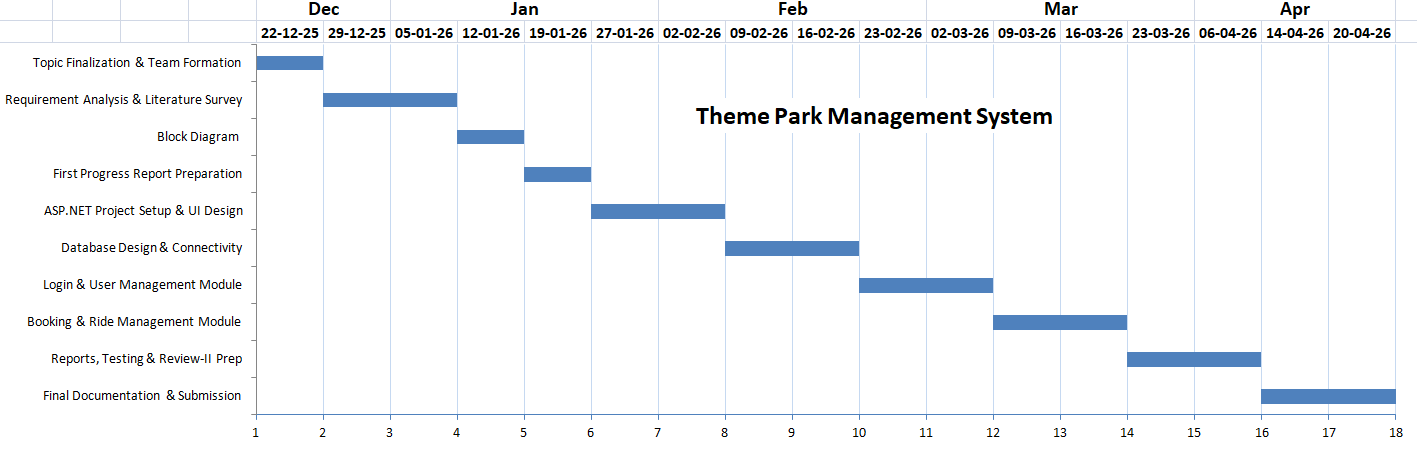 Dec Jan Feb Mar Apr
22-12-25 29-12-25 05-01-26 12-01-26 19-01-26 27-01-26 02-02-26 09-02-26 16-02-26 23-02-26 02-03-26 09-03-26 16-03-26 23-03-26 06-04-26 14-04-26 20-04-26
Topic Finalization & Team Formation
Requirement Analysis & Literature Survey
Theme Park Management System
Block Diagram
First Progress Report Preparation
ASP.NET Project Setup & UI Design
Database Design & Connectivity
Login & User Management Module
Booking & Ride Management Module
Reports, Testing & Review-II Prep
Final Documentation & Submission
1 2 3 4 5 6 7 8 9 10 11 12 13 14 15 16 17 18